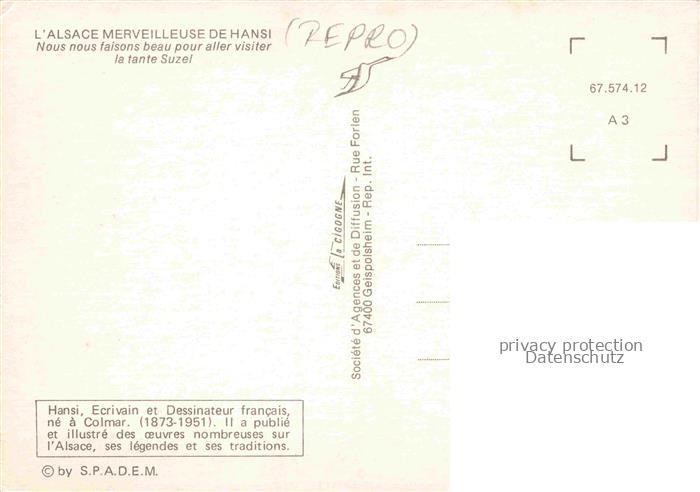 L'ALSACE MERVEILLEUSE DE HANSI
Nous nous faisons beau pour aller visiter
la tante Suzel
(REPRO)
67.574.12
A 3
EDITIONS la CIGOGNE
Société d'Agences et de Diffusion - Rue Forlen
67400 Geispolsheim - Rep. Int.
privacy protection
Datenschutz
Hansi, Ecrivain et Dessinateur français,
né à Colmar. (1873-1951). Il a publié
et illustré des œuvres nombreuses sur
l'Alsace, ses légendes et ses traditions.
© by S.P.A.D.E.M.